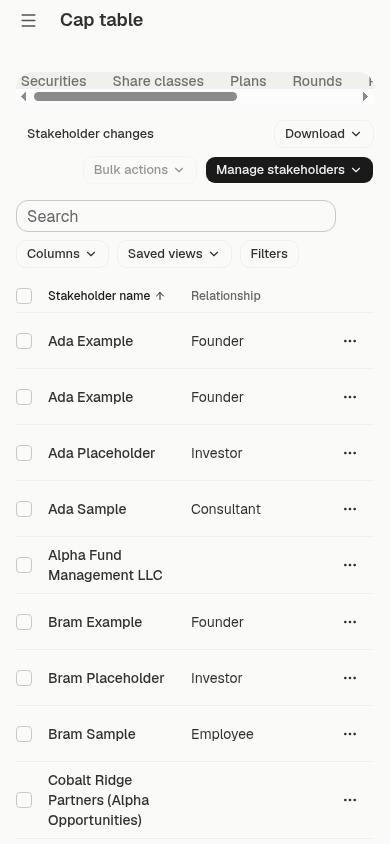 Cap table
Securities Share classes Plans Rounds
Stakeholder changes Download
Bulk actions Manage stakeholders
Search
Columns Saved views Filters
Stakeholder name ↑ Relationship
Ada Example Founder
Ada Example Founder
Ada Placeholder Investor
Ada Sample Consultant
Alpha Fund
Management LLC
Bram Example Founder
Bram Placeholder Investor
Bram Sample Employee
Cobalt Ridge
Partners (Alpha
Opportunities)